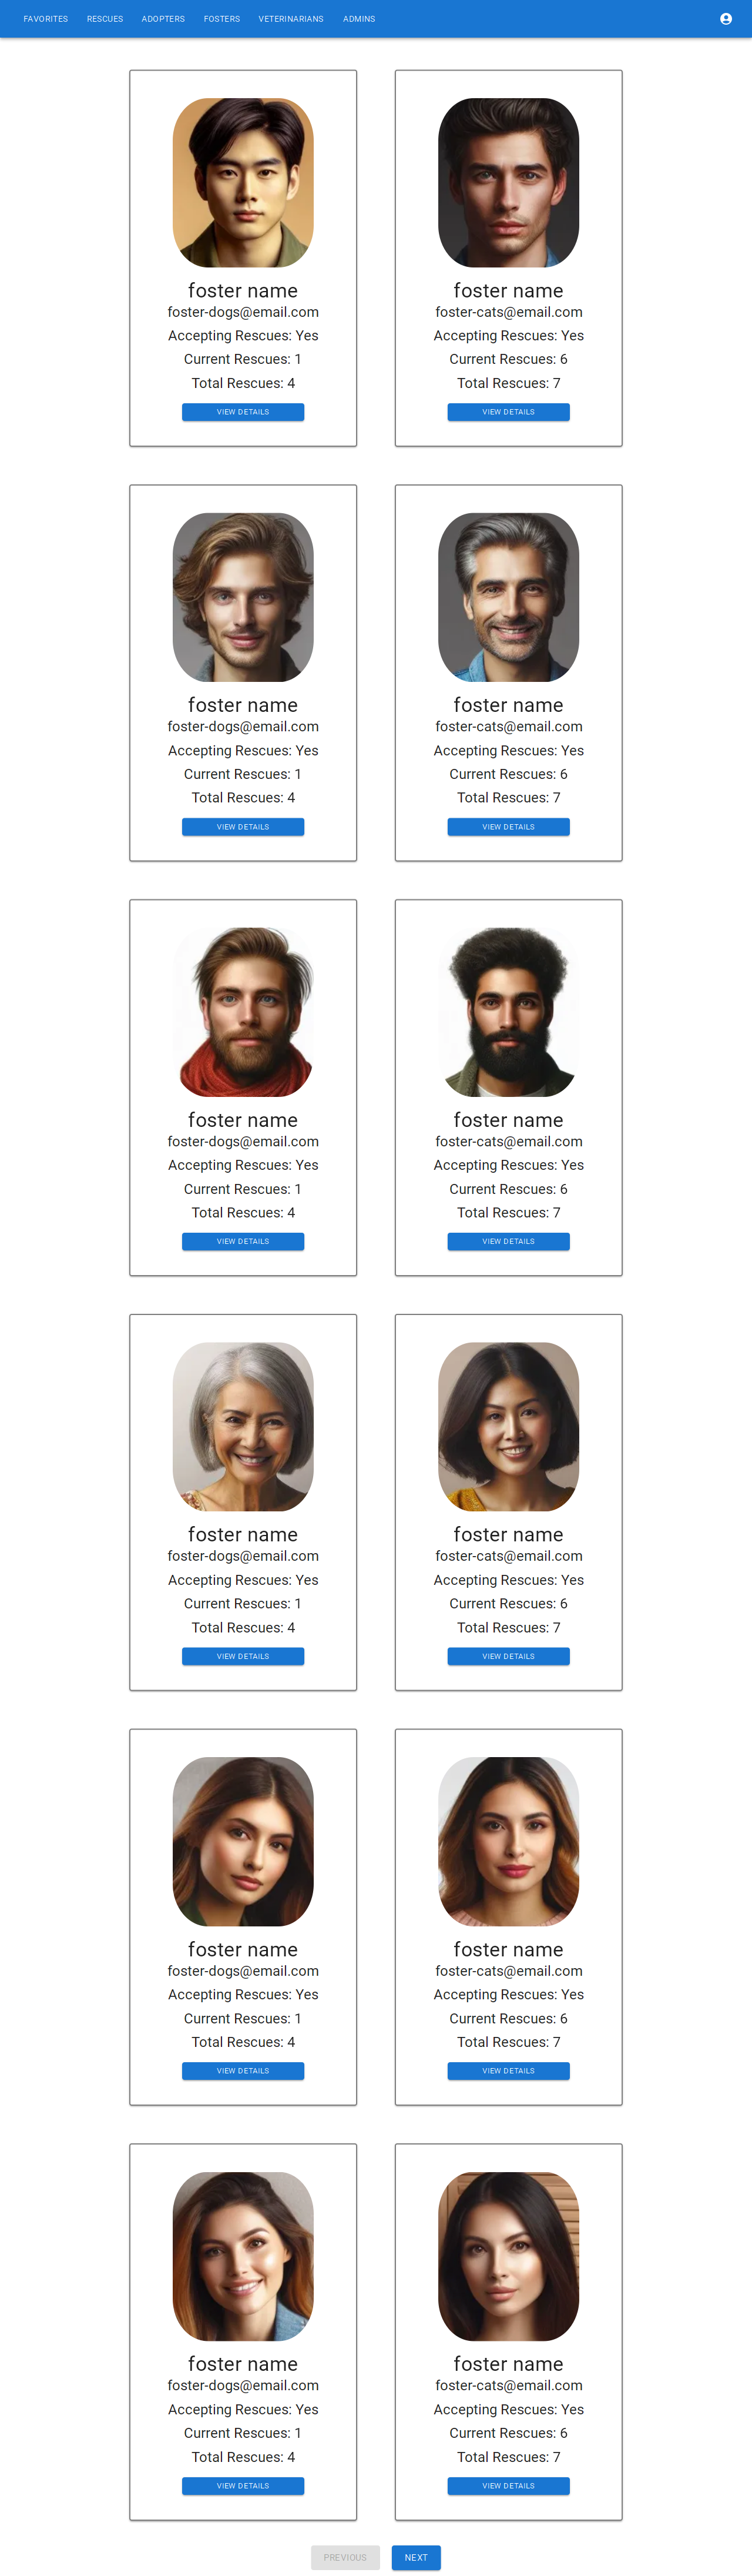 FAVORITES RESCUES ADOPTERS FOSTERS VETERINARIANS ADMINS
foster name
foster-dogs@email.com
Accepting Rescues: Yes
Current Rescues: 1
Total Rescues: 4
VIEW DETAILS
foster name
foster-cats@email.com
Accepting Rescues: Yes
Current Rescues: 6
Total Rescues: 7
VIEW DETAILS
foster name
foster-dogs@email.com
Accepting Rescues: Yes
Current Rescues: 1
Total Rescues: 4
VIEW DETAILS
foster name
foster-cats@email.com
Accepting Rescues: Yes
Current Rescues: 6
Total Rescues: 7
VIEW DETAILS
foster name
foster-dogs@email.com
Accepting Rescues: Yes
Current Rescues: 1
Total Rescues: 4
VIEW DETAILS
foster name
foster-cats@email.com
Accepting Rescues: Yes
Current Rescues: 6
Total Rescues: 7
VIEW DETAILS
foster name
foster-dogs@email.com
Accepting Rescues: Yes
Current Rescues: 1
Total Rescues: 4
VIEW DETAILS
foster name
foster-cats@email.com
Accepting Rescues: Yes
Current Rescues: 6
Total Rescues: 7
VIEW DETAILS
foster name
foster-dogs@email.com
Accepting Rescues: Yes
Current Rescues: 1
Total Rescues: 4
VIEW DETAILS
foster name
foster-cats@email.com
Accepting Rescues: Yes
Current Rescues: 6
Total Rescues: 7
VIEW DETAILS
foster name
foster-dogs@email.com
Accepting Rescues: Yes
Current Rescues: 1
Total Rescues: 4
VIEW DETAILS
foster name
foster-cats@email.com
Accepting Rescues: Yes
Current Rescues: 6
Total Rescues: 7
VIEW DETAILS
PREVIOUS NEXT